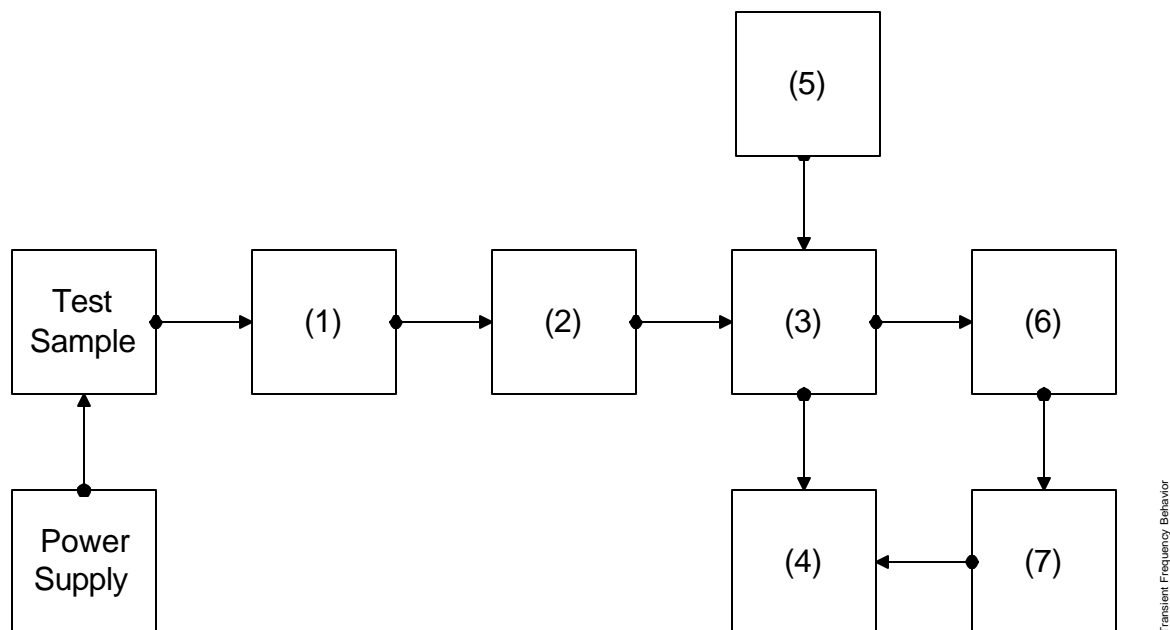 (5)
Test
Sample
(1)
(2)
(3)
(6)
Power
Supply
(4)
(7)
Transient Frequency Behavior